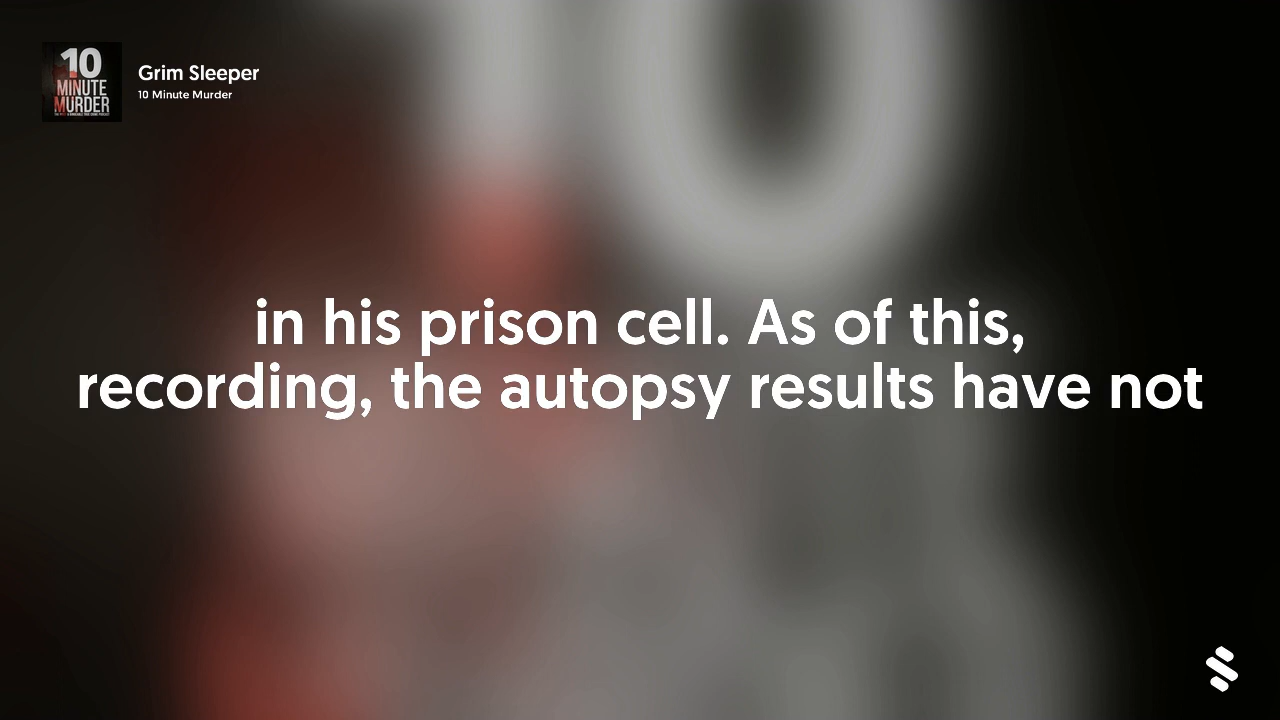 10
MINUTE
MURDER
Grim Sleeper
10 Minute Murder
in his prison cell. As of this,
recording, the autopsy results have not